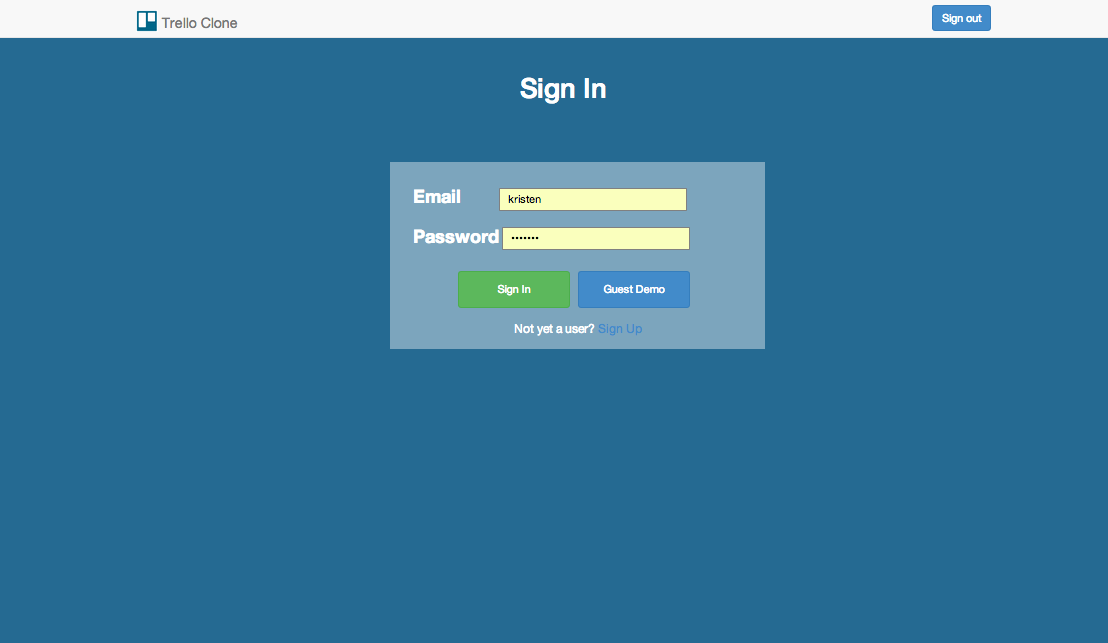 Trello Clone
Sign out
Sign In
Email kristen
Password •••••••
Sign In Guest Demo
Not yet a user? Sign Up